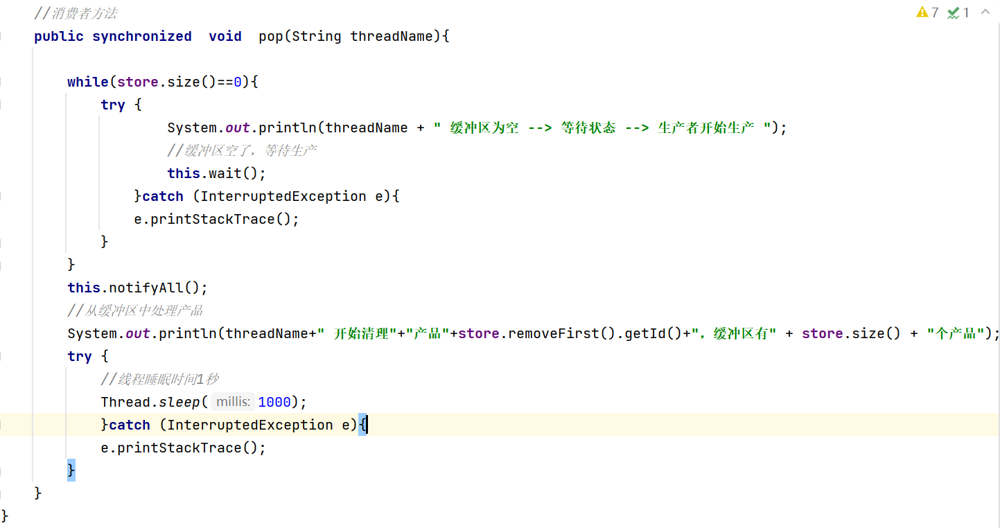 //消费者方法
7 1
public synchronized  void  pop(String threadName){
while(store.size()==0){
try {
System.out.println(threadName + " 缓冲区为空 --> 等待状态 --> 生产者开始生产 ");
//缓冲区空了，等待生产
this.wait();
}catch (InterruptedException e){
e.printStackTrace();
}
}
this.notifyAll();
//从缓冲区中处理产品
System.out.println(threadName+" 开始清理"+"产品"+store.removeFirst().getId()+"，缓冲区有" + store.size() + "个产品");
try {
//线程睡眠时间1秒
Thread.sleep( millis: 1000);
}catch (InterruptedException e){
e.printStackTrace();
}
}
}